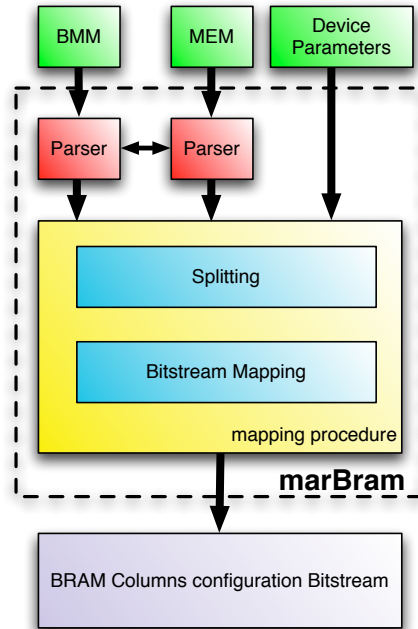 BMM
MEM
Device
Parameters
Parser
Parser
Splitting
Bitstream Mapping
mapping procedure
marBram
BRAM Columns configuration Bitstream